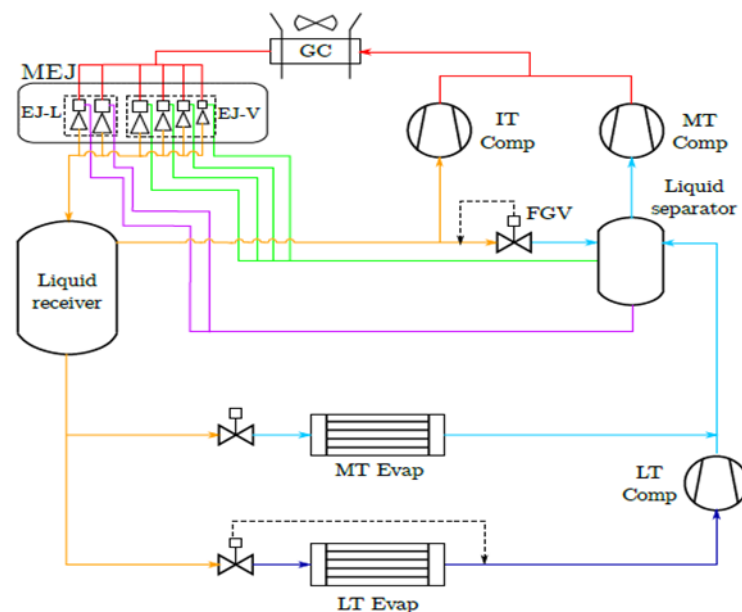 GC
MEJ
EJ-L
EJ-V
IT
Comp
MT
Comp
Liquid
separator
FGV
Liquid
receiver
MT Evap
LT
Comp
LT Evap